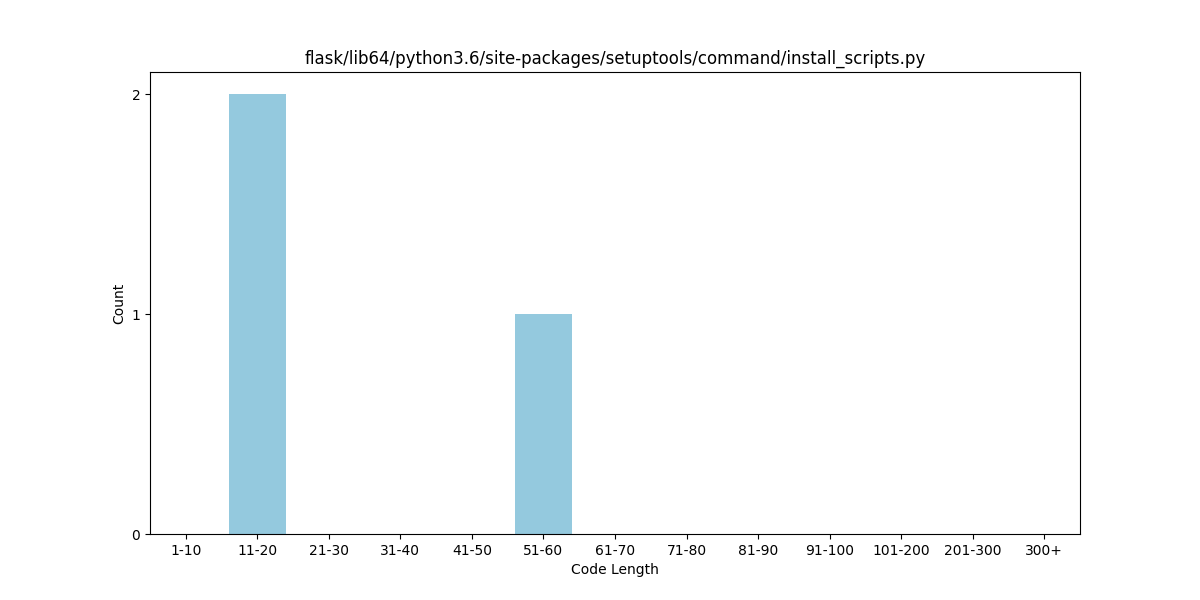 flask/lib64/python3.6/site-packages/setuptools/command/install_scripts.py
Count
2
1
0
1-10 11-20 21-30 31-40 41-50 51-60 61-70 71-80 81-90 91-100 101-200 201-300 300+
Code Length